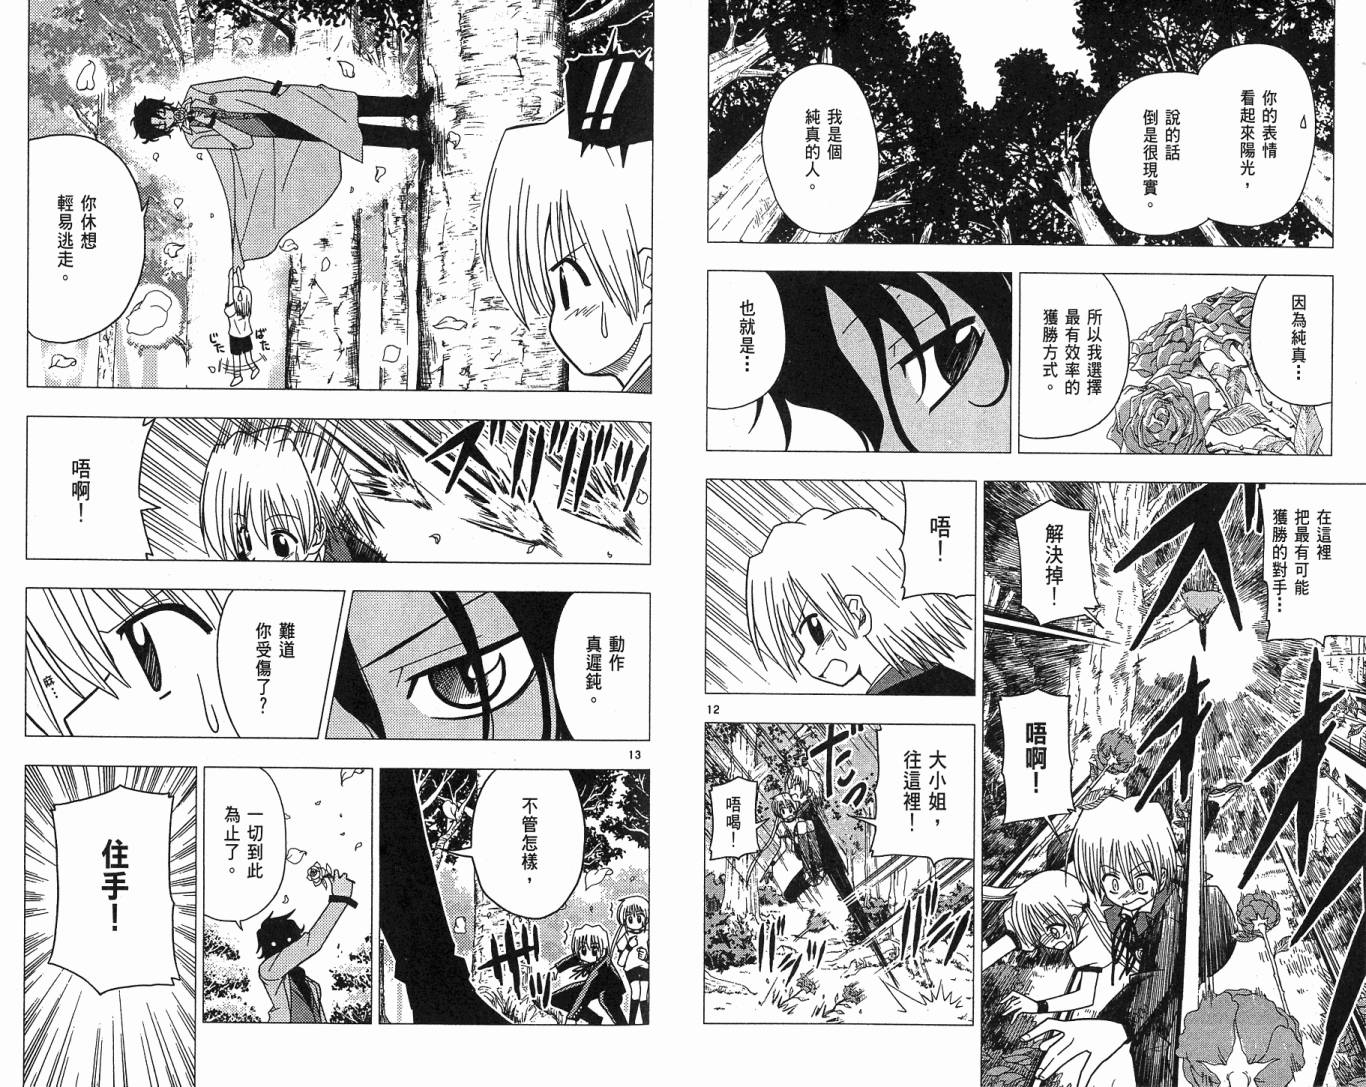 你的表情
看起來陽光，
說的話
倒是很現實。
我是個
純真的人。
因為純真…
所以我選擇
最有效率的
獲勝方式。
也就是…
在這裡
把最有可能
獲勝的對手…
解決掉！
唔！
唔啊！
大小姐，
往這裡！
唔喝！
12
!!
你休想
輕易逃走。
ばた
じた
唔啊！
動作
真遲鈍。
難道
你受傷了？
麻…
13
不管怎樣，
一切到此
為止了。
住手！